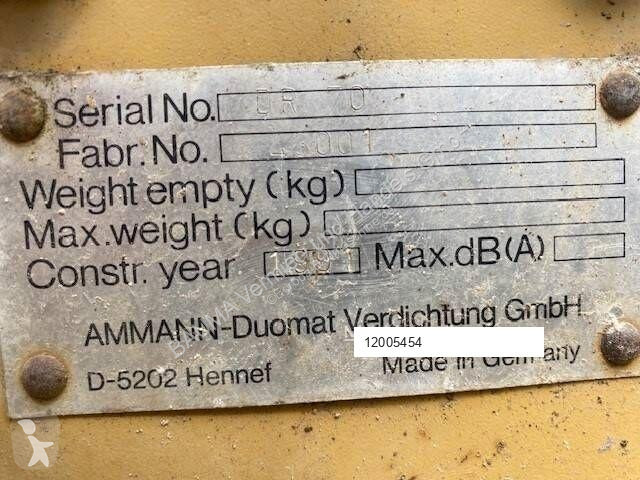 Serial No. DR 70
Fabr. No.
Weight empty (kg)
Max. weight (kg)
Constr. year 1991 Max. dB (A)
AMMANN-Duomat Verdichtung GmbH
12005454
D-5202 Hennef Made in Germany